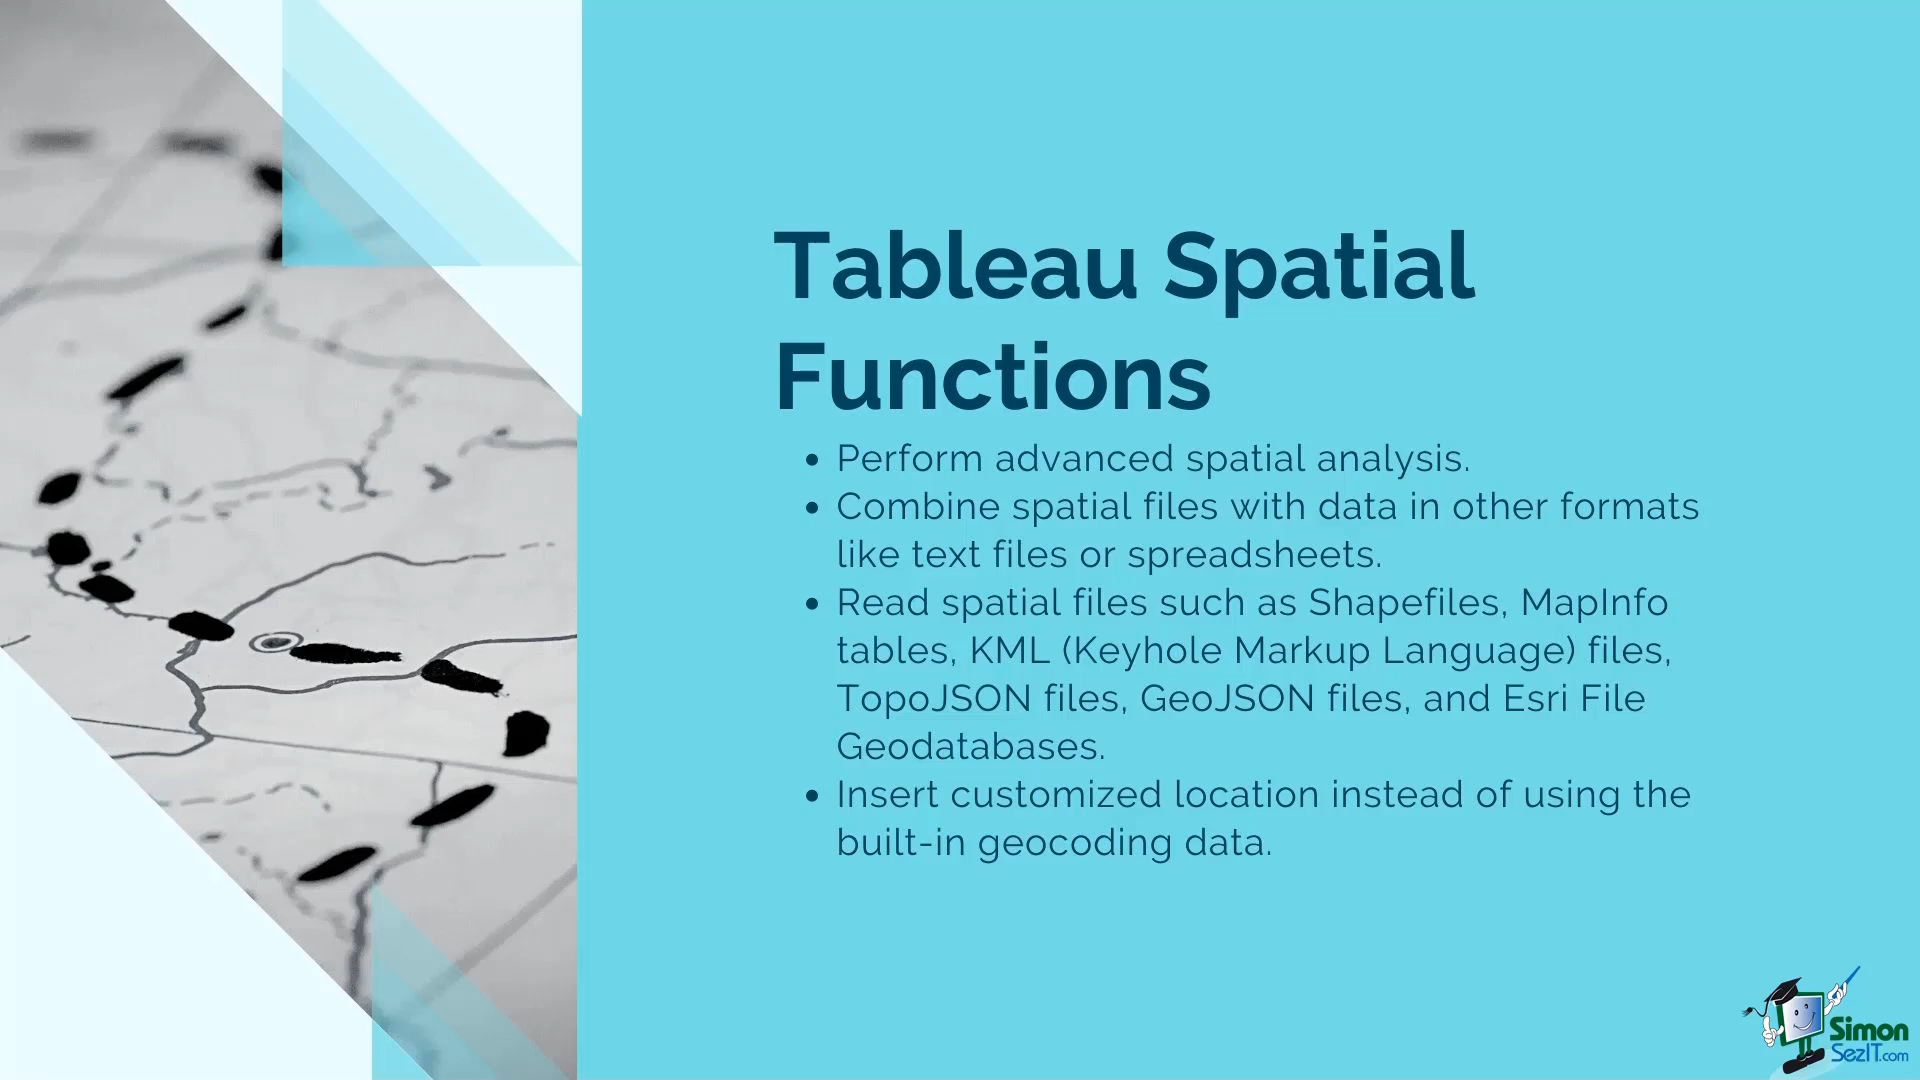 Tableau Spatial
Functions
• Perform advanced spatial analysis.
• Combine spatial files with data in other formats
like text files or spreadsheets.
• Read spatial files such as Shapefiles, MapInfo
tables, KML (Keyhole Markup Language) files,
TopoJSON files, GeoJSON files, and Esri File
Geodatabases.
• Insert customized location instead of using the
built-in geocoding data.
Simon
SezIT.com